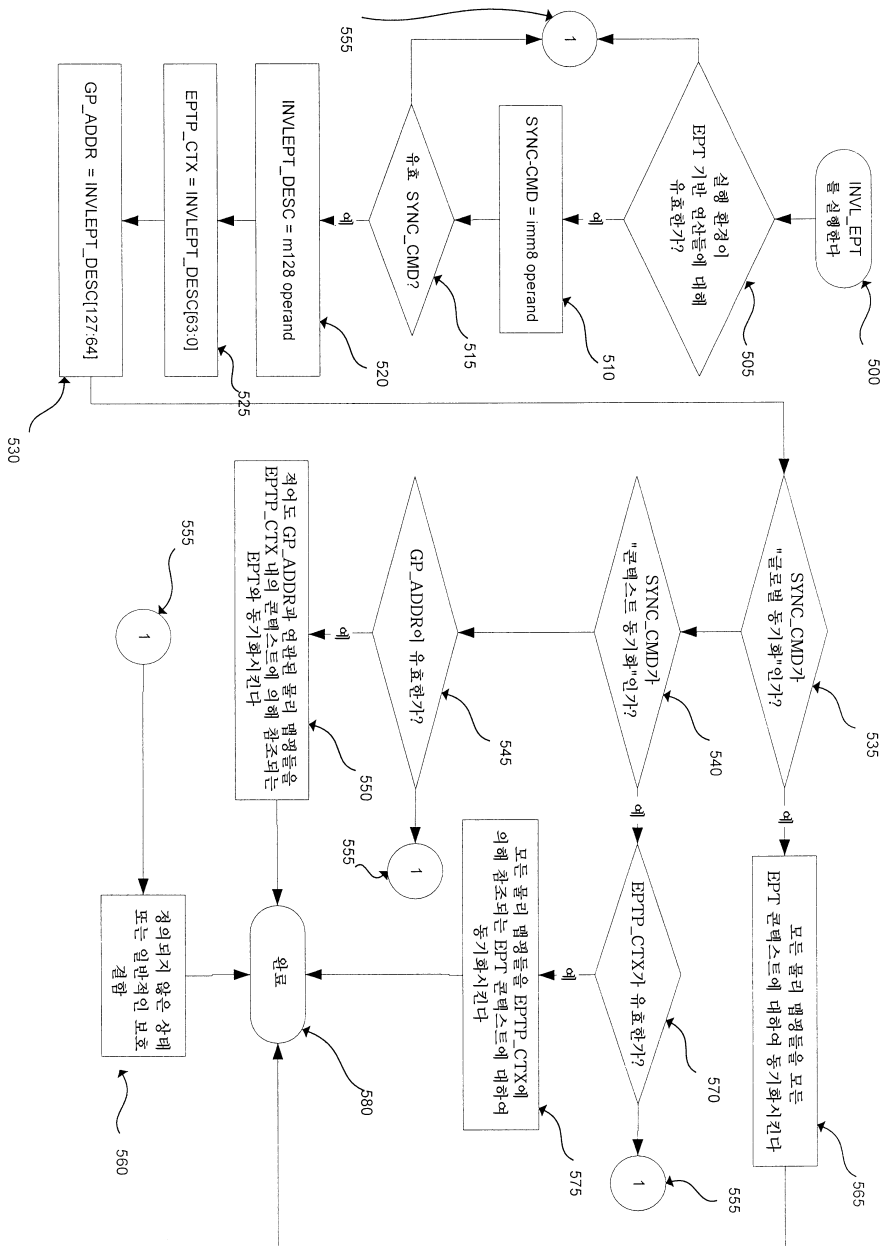 INVL_EPT
를 실행한다
500
실행 환경이
EPT 기반 연산들에 대해
유효한가?
505
예
1
555
SYNC-CMD = imm8 operand
510
유효 SYNC_CMD?
515
예
INVLEPT_DESC = m128 operand
520
EPTP_CTX = INVLEPT_DESC[63:0]
525
GP_ADDR = INVLEPT_DESC[127:64]
530
SYNC_CMD가
"글로벌 동기화"인가?
535
예
모든 물리 맵핑들을 모든
EPT 콘텍스트에 대하여 동기화시킨다
565
SYNC_CMD가
"콘텍스트 동기화"인가?
540
예
EPTP_CTX가 유효한가?
570
예
1
555
GP_ADDR이 유효한가?
545
예
1
555
모든 물리 맵핑들을 EPTP_CTX에
의해 참조되는 EPT 콘텍스트에 대하여
동기화시킨다
575
적어도 GP_ADDR과 연관된 물리 맵핑들을
EPTP_CTX 내의 콘텍스트에 의해 참조되는
EPT와 동기화시킨다
550
완료
580
1
555
정의되지 않은 상태
또는 일반적인 보호
결함
560